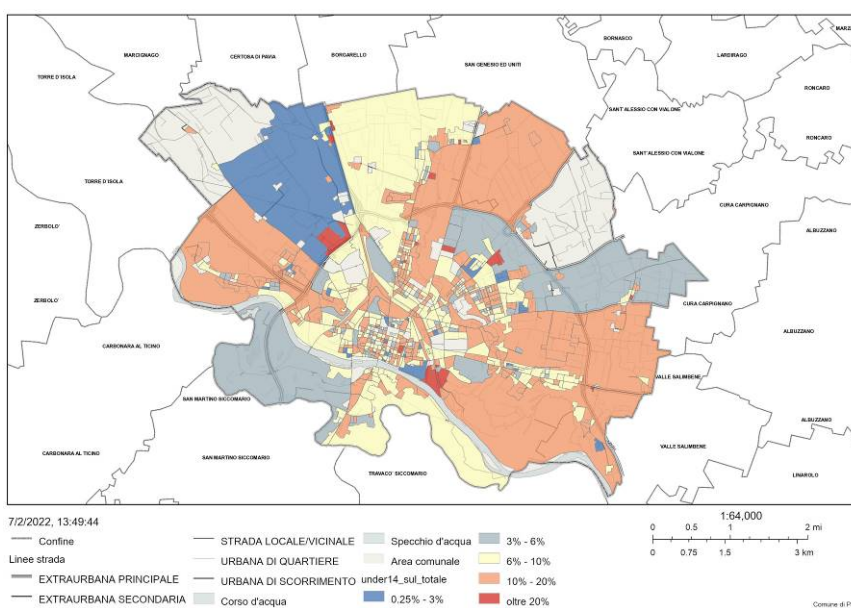 MARCIGNAGO
CERTOSA DI PAVIA
BORGARELLO
SAN GENESIO ED UNITI
BORNASCO
LARDIRAGO
TORRE D'ISOLA
RONCARO
SANT'ALESSIO CON VIALONE
RONCARO
SANT'ALESSIO CON VIALONE
TORRE D'ISOLA
CURA CARPIGNANO
ZERBOLO'
ALBUZZANO
ZERBOLO'
CURA CARPIGNANO
ALBUZZANO
CARBONARA AL TICINO
VALLE SALIMBENE
SAN MARTINO SICCOMARIO
ALBUZZANO
VALLE SALIMBENE
CARBONARA AL TICINO
SAN MARTINO SICCOMARIO
TRAVACO' SICCOMARIO
LINAROLO
7/2/2022, 13:49:44
Confine
Linee strada
EXTRAURBANA PRINCIPALE
EXTRAURBANA SECONDARIA
STRADA LOCALE/VICINALE
URBANA DI QUARTIERE
URBANA DI SCORRIMENTO
Corso d'acqua
Specchio d'acqua
Area comunale
under14_sul_totale
0.25% - 3%
3% - 6%
6% - 10%
10% - 20%
oltre 20%
1:64,000
0 0.5 1 2 mi
0 0.75 1.5 3 km
Comune di P